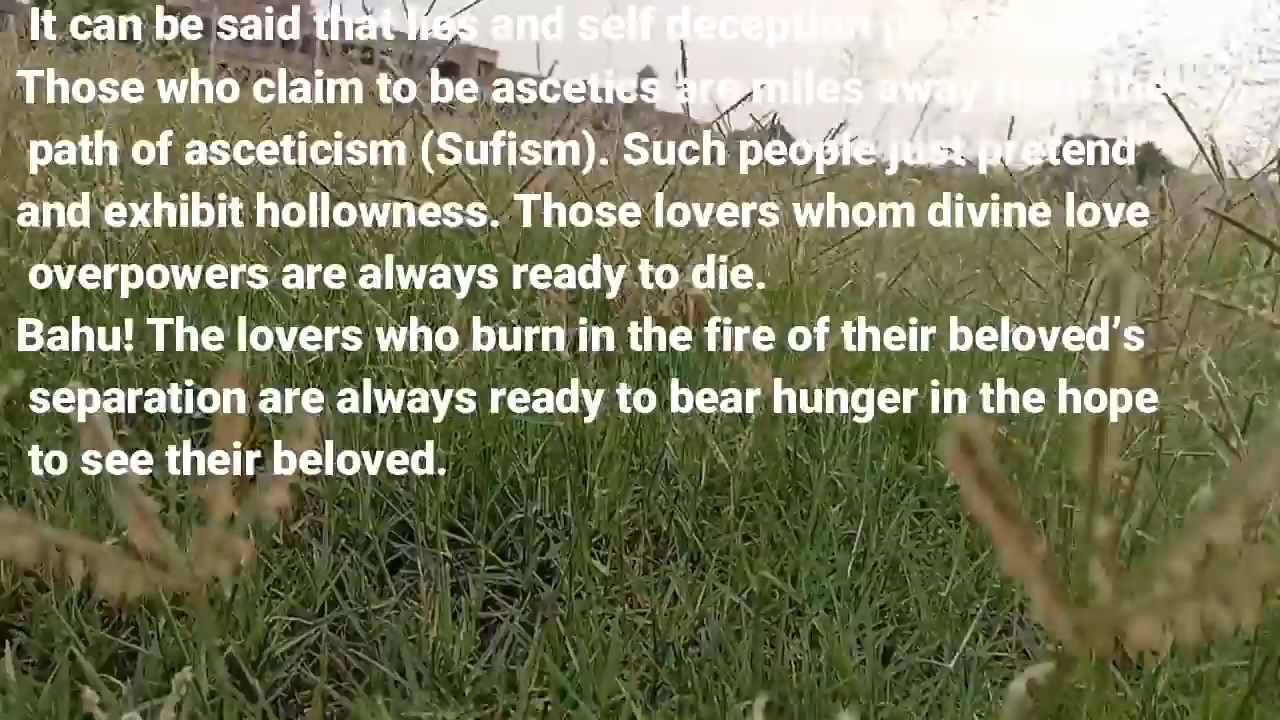 It can be said that lies and self deception
Those who claim to be ascetics are miles away from the
path of asceticism (Sufism). Such people just pretend
and exhibit hollowness. Those lovers whom divine love
overpowers are always ready to die.
Bahu! The lovers who burn in the fire of their beloved’s
separation are always ready to bear hunger in the hope
to see their beloved.